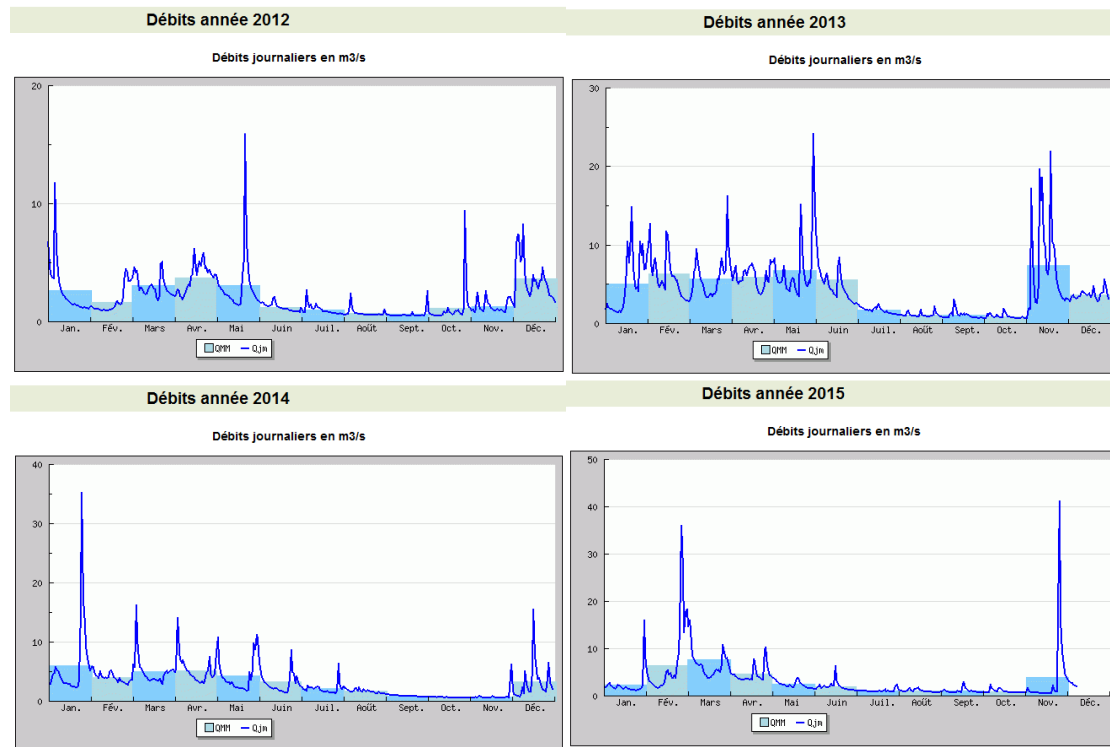 Débits année 2012
Débits journaliers en m3/s
20
10
0
Jan. Fév. Mars Avr. Mai Juin Juil. Août Sept. Oct. Nov. Déc.
QMM Qjm
Débits année 2013
Débits journaliers en m3/s
30
20
10
0
Jan. Fév. Mars Avr. Mai Juin Juil. Août Sept. Oct. Nov. Déc.
QMM Qjm
Débits année 2014
Débits journaliers en m3/s
40
30
20
10
0
Jan. Fév. Mars Avr. Mai Juin Juil. Août Sept. Oct. Nov. Déc.
QMM Qjm
Débits année 2015
Débits journaliers en m3/s
50
40
30
20
10
0
Jan. Fév. Mars Avr. Mai Juin Juil. Août Sept. Oct. Nov. Déc.
QMM Qjm